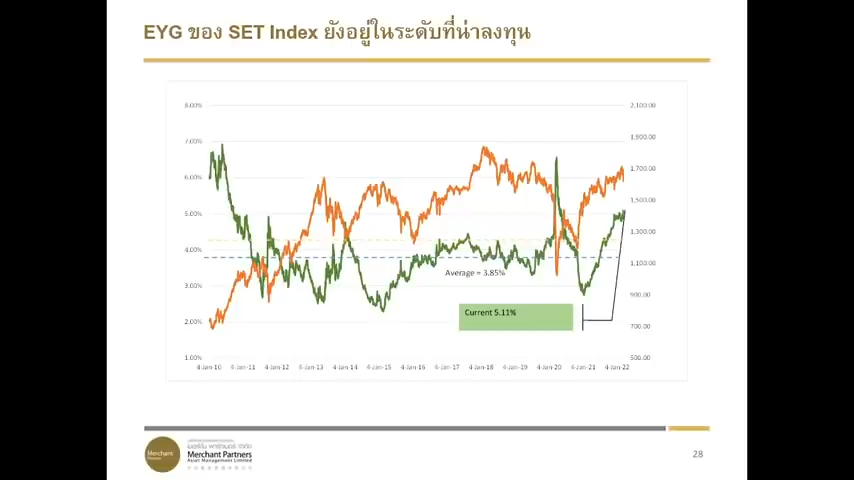 EYG ของ SET Index ยังอยู่ในระดับที่น่าลงทุน
8.00%
2,100.00
7.00%
1,900.00
6.00%
1,700.00
5.00%
1,500.00
4.00%
1,300.00
3.00%
1,100.00
2.00%
900.00
1.00%
700.00
500.00
Average = 3.85%
Current 5.11%
4-Jan-10 4-Jan-11 4-Jan-12 4-Jan-13 4-Jan-14 4-Jan-15 4-Jan-16 4-Jan-17 4-Jan-18 4-Jan-19 4-Jan-20 4-Jan-21 4-Jan-22
Merchant
Merchant Partners
Asset Management Limited
28